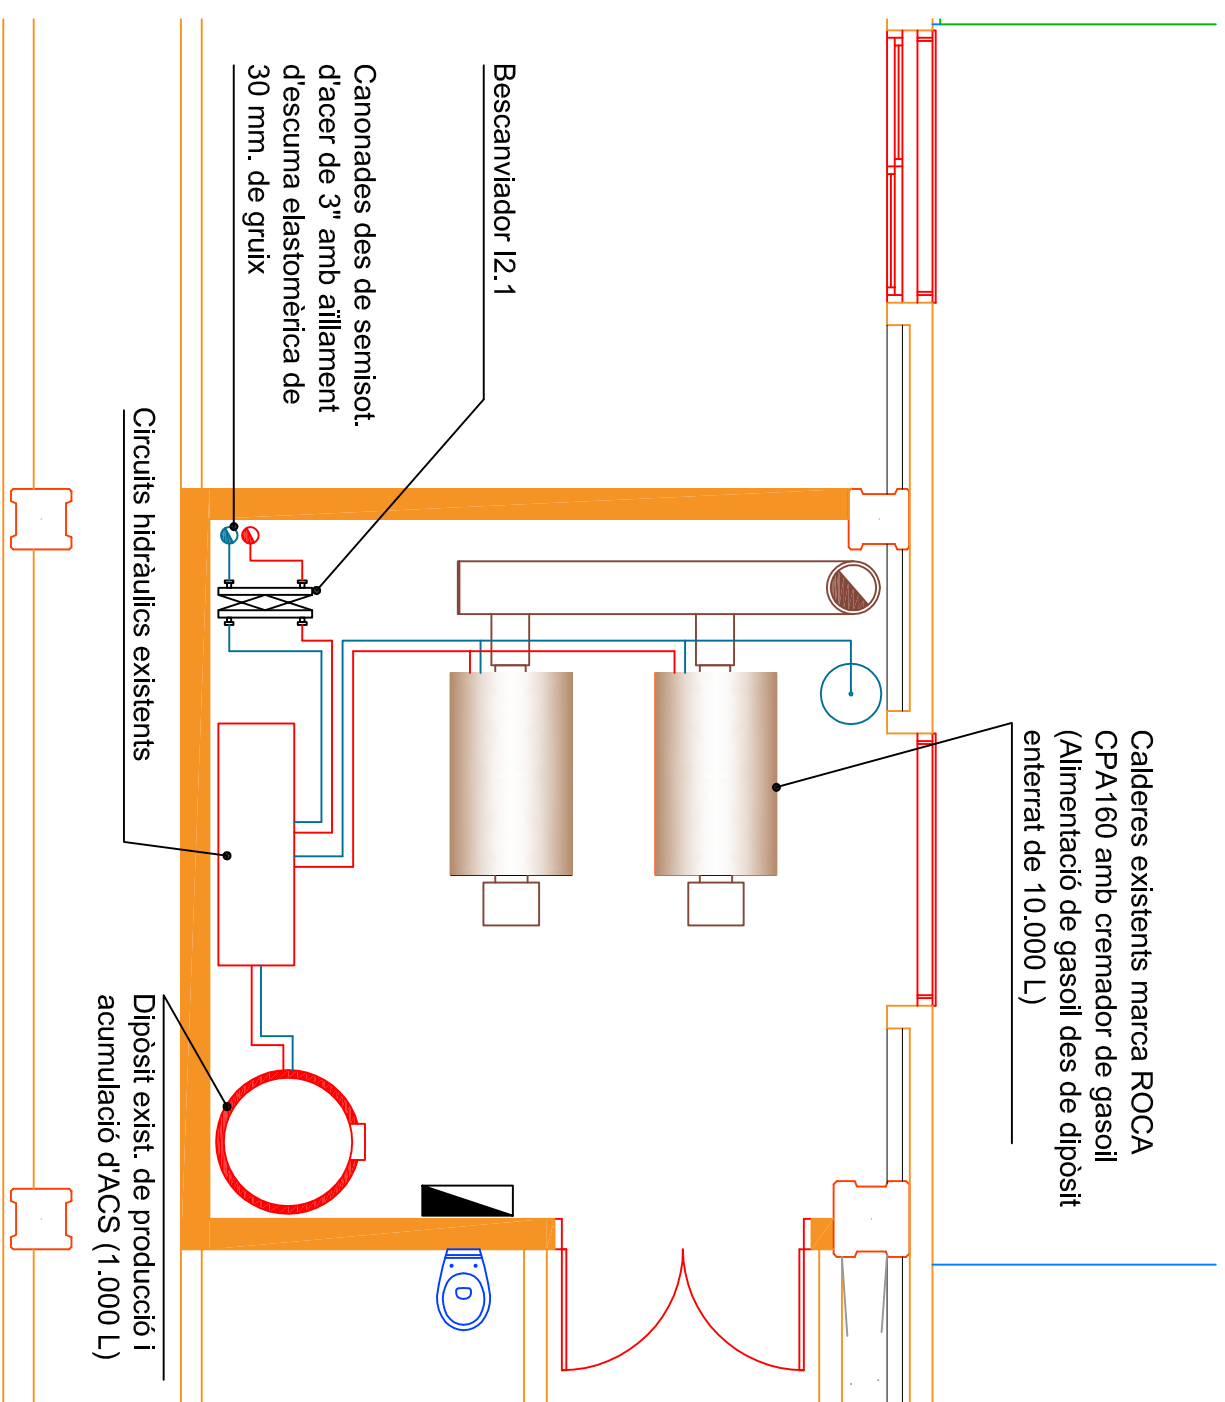 Bescanviador I2.1
Canonades des de semisot.
d'acer de 3" amb aïllament
d'escuma elastomèrica de
30 mm. de gruix
Circuits hidràulics existents
Calderes existents marca ROCA
CPA160 amb cremador de gasoil
(Alimentació de gasoil des de dipòsit
enterrat de 10.000 L)
Dipòsit exist. de producció i
acumulació d'ACS (1.000 L)